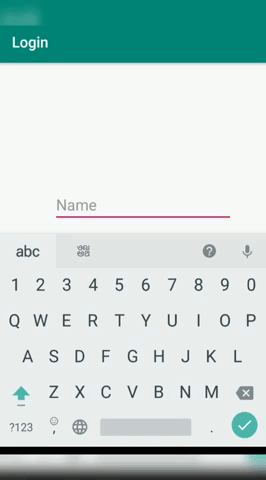 Login
Name
abc
1 2 3 4 5 6 7 8 9 0
Q W E R T Y U I O P
A S D F G H J K L
Z X C V B N M
?123 , .